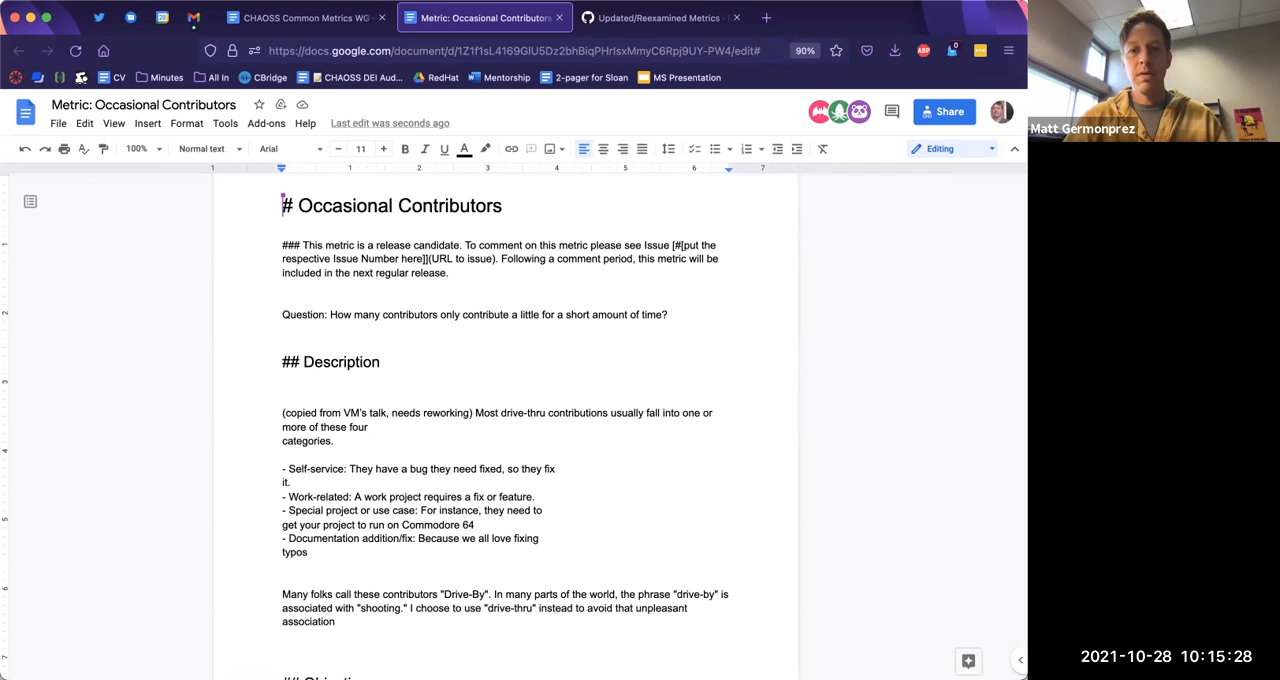 CHAOSS Common Metrics WG -
Metric: Occasional Contributors
Updated/Reexamined Metrics -
https://docs.google.com/document/d/1Z1f1sL4169GlU5Dz2bhBiqPHrIsxMmyC6Rpj9UY-PW4/edit#
90%
ABP
0
CV
Minutes
All In
CBridge
CHAOSS DEI Aud...
RedHat
Mentorship
2-pager for Sloan
MS Presentation
Metric: Occasional Contributors
Share
File Edit View Insert Format Tools Add-ons Help Last edit was seconds ago
100% Normal text Arial 11 B I U A Editing
1 1 2 3 4 5 6 7
# Occasional Contributors
### This metric is a release candidate. To comment on this metric please see Issue [#[put the
respective Issue Number here]](URL to issue). Following a comment period, this metric will be
included in the next regular release.
Question: How many contributors only contribute a little for a short amount of time?
## Description
(copied from VM's talk, needs reworking) Most drive-thru contributions usually fall into one or
more of these four
categories.
- Self-service: They have a bug they need fixed, so they fix
it.
- Work-related: A work project requires a fix or feature.
- Special project or use case: For instance, they need to
get your project to run on Commodore 64
- Documentation addition/fix: Because we all love fixing
typos
Many folks call these contributors "Drive-By". In many parts of the world, the phrase "drive-by" is
associated with "shooting." I choose to use "drive-thru" instead to avoid that unpleasant
association
Matt Germonprez
2021-10-28 10:15:28